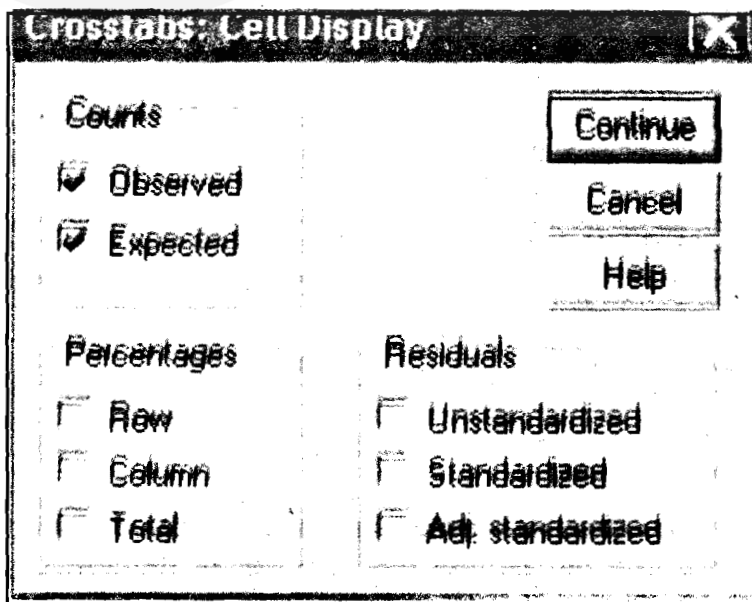 Crosstabs: Cell Display
Counts
Observed
Expected
Continue
Cancel
Help
Percentages
Row
Column
Total
Residuals
Unstandardized
Standardized
Adj. standardized